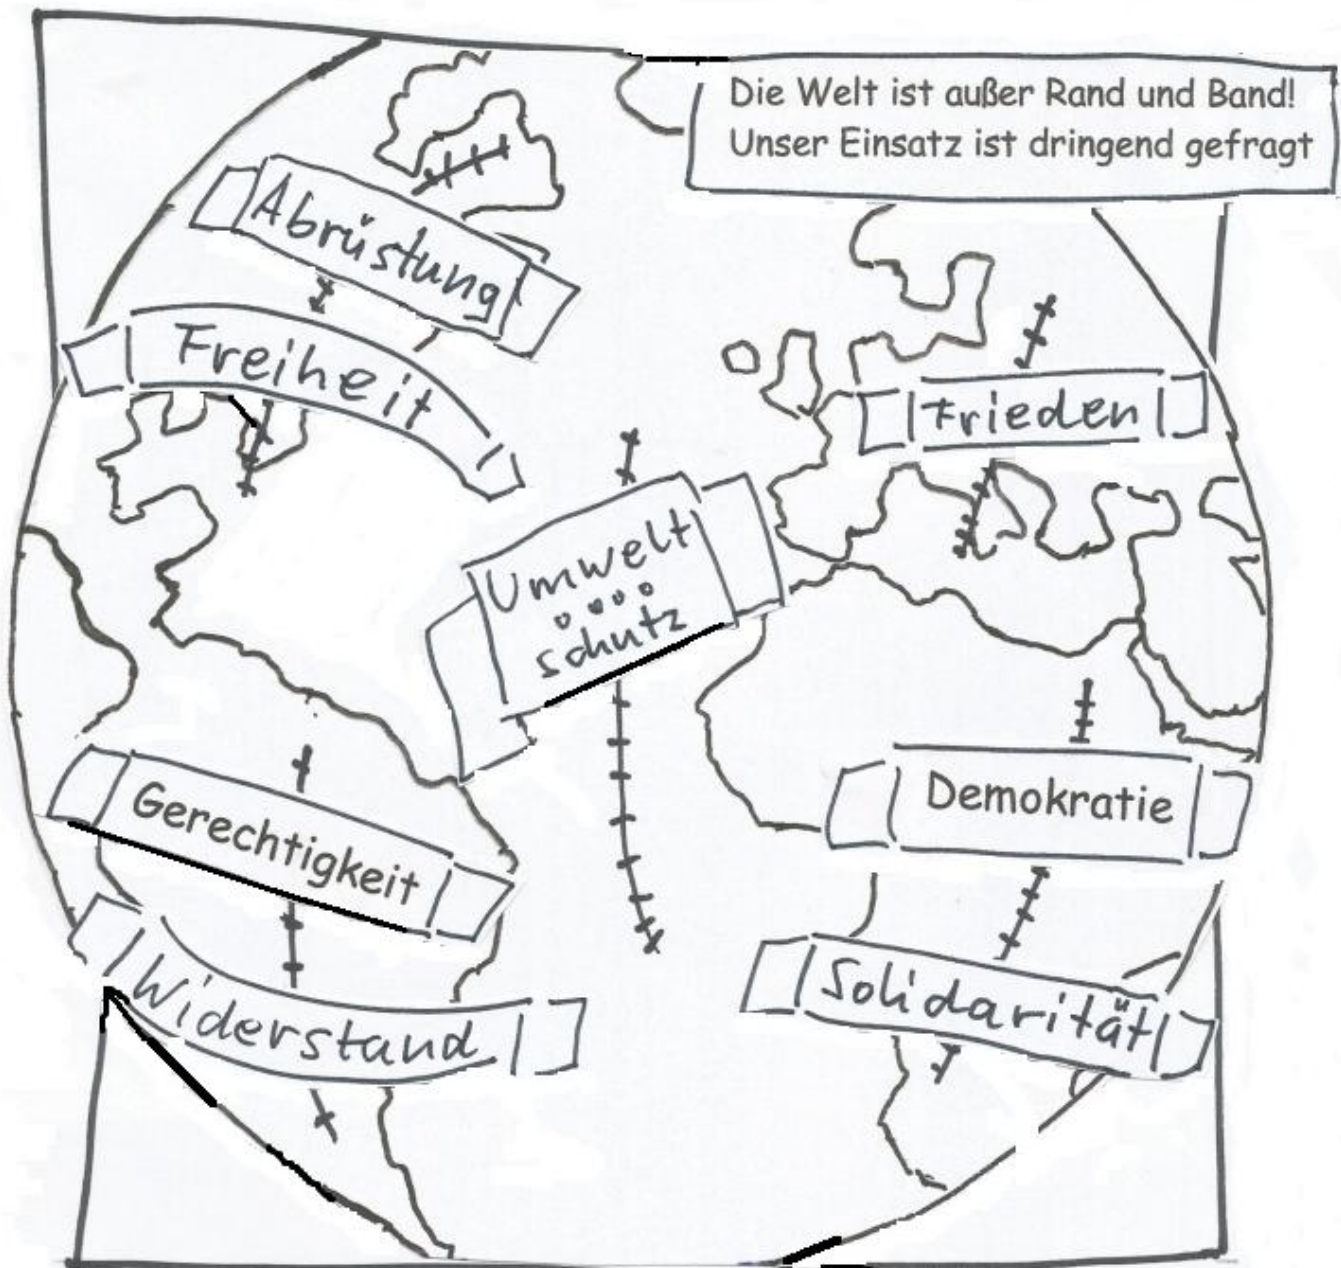 Die Welt ist außer Rand und Band!
Unser Einsatz ist dringend gefragt
Abrüstung
Freiheit
Frieden
Umwelt
schutz
Gerechtigkeit
Demokratie
Widerstand
Solidarität